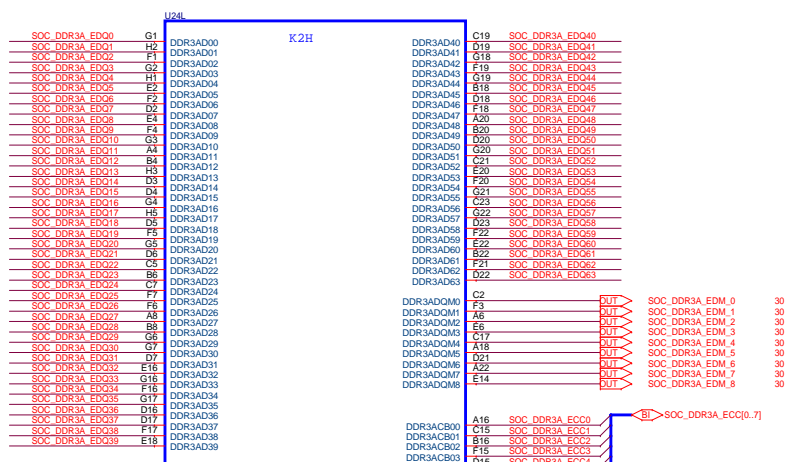 U24L
K2H
SOC_DDR3A_EDQ0 G1 DDR3AD00 DDR3AD40 C19 SOC_DDR3A_EDQ40
SOC_DDR3A_EDQ1 H2 DDR3AD01 DDR3AD41 D19 SOC_DDR3A_EDQ41
SOC_DDR3A_EDQ2 F1 DDR3AD02 DDR3AD42 G18 SOC_DDR3A_EDQ42
SOC_DDR3A_EDQ3 G2 DDR3AD03 DDR3AD43 F19 SOC_DDR3A_EDQ43
SOC_DDR3A_EDQ4 H1 DDR3AD04 DDR3AD44 G19 SOC_DDR3A_EDQ44
SOC_DDR3A_EDQ5 E2 DDR3AD05 DDR3AD45 B18 SOC_DDR3A_EDQ45
SOC_DDR3A_EDQ6 F2 DDR3AD06 DDR3AD46 D18 SOC_DDR3A_EDQ46
SOC_DDR3A_EDQ7 D2 DDR3AD07 DDR3AD47 F18 SOC_DDR3A_EDQ47
SOC_DDR3A_EDQ8 E4 DDR3AD08 DDR3AD48 A20 SOC_DDR3A_EDQ48
SOC_DDR3A_EDQ9 F4 DDR3AD09 DDR3AD49 B20 SOC_DDR3A_EDQ49
SOC_DDR3A_EDQ10 G3 DDR3AD10 DDR3AD50 D20 SOC_DDR3A_EDQ50
SOC_DDR3A_EDQ11 A4 DDR3AD11 DDR3AD51 G20 SOC_DDR3A_EDQ51
SOC_DDR3A_EDQ12 B4 DDR3AD12 DDR3AD52 C21 SOC_DDR3A_EDQ52
SOC_DDR3A_EDQ13 H3 DDR3AD13 DDR3AD53 E20 SOC_DDR3A_EDQ53
SOC_DDR3A_EDQ14 D3 DDR3AD14 DDR3AD54 F20 SOC_DDR3A_EDQ54
SOC_DDR3A_EDQ15 D4 DDR3AD15 DDR3AD55 G21 SOC_DDR3A_EDQ55
SOC_DDR3A_EDQ16 G4 DDR3AD16 DDR3AD56 C23 SOC_DDR3A_EDQ56
SOC_DDR3A_EDQ17 H5 DDR3AD17 DDR3AD57 G22 SOC_DDR3A_EDQ57
SOC_DDR3A_EDQ18 D5 DDR3AD18 DDR3AD58 D23 SOC_DDR3A_EDQ58
SOC_DDR3A_EDQ19 F5 DDR3AD19 DDR3AD59 F22 SOC_DDR3A_EDQ59
SOC_DDR3A_EDQ20 G5 DDR3AD20 DDR3AD60 E22 SOC_DDR3A_EDQ60
SOC_DDR3A_EDQ21 D6 DDR3AD21 DDR3AD61 B22 SOC_DDR3A_EDQ61
SOC_DDR3A_EDQ22 C5 DDR3AD22 DDR3AD62 F21 SOC_DDR3A_EDQ62
SOC_DDR3A_EDQ23 B6 DDR3AD23 DDR3AD63 D22 SOC_DDR3A_EDQ63
SOC_DDR3A_EDQ24 C7 DDR3AD24
SOC_DDR3A_EDQ25 F7 DDR3AD25 DDR3ADQM0 C2 OUT SOC_DDR3A_EDM_0 30
SOC_DDR3A_EDQ26 F6 DDR3AD26 DDR3ADQM1 F3 OUT SOC_DDR3A_EDM_1 30
SOC_DDR3A_EDQ27 A8 DDR3AD27 DDR3ADQM2 A6 OUT SOC_DDR3A_EDM_2 30
SOC_DDR3A_EDQ28 B8 DDR3AD28 DDR3ADQM3 E6 OUT SOC_DDR3A_EDM_3 30
SOC_DDR3A_EDQ29 G6 DDR3AD29 DDR3ADQM4 C17 OUT SOC_DDR3A_EDM_4 30
SOC_DDR3A_EDQ30 G7 DDR3AD30 DDR3ADQM5 A18 OUT SOC_DDR3A_EDM_5 30
SOC_DDR3A_EDQ31 D7 DDR3AD31 DDR3ADQM6 D21 OUT SOC_DDR3A_EDM_6 30
SOC_DDR3A_EDQ32 E16 DDR3AD32 DDR3ADQM7 A22 OUT SOC_DDR3A_EDM_7 30
SOC_DDR3A_EDQ33 G16 DDR3AD33 DDR3ADQM8 E14 OUT SOC_DDR3A_EDM_8 30
SOC_DDR3A_EDQ34 F16 DDR3AD34
SOC_DDR3A_EDQ35 G17 DDR3AD35
SOC_DDR3A_EDQ36 D16 DDR3AD36 BI SOC_DDR3A_ECC[0..7]
SOC_DDR3A_EDQ37 D17 DDR3AD37 DDR3ACB00 A16 SOC_DDR3A_ECC0
SOC_DDR3A_EDQ38 F17 DDR3AD38 DDR3ACB01 C15 SOC_DDR3A_ECC1
SOC_DDR3A_EDQ39 E18 DDR3AD39 DDR3ACB02 B16 SOC_DDR3A_ECC2
DDR3ACB03 F15 SOC_DDR3A_ECC3
D15 SOC_DDR3A_ECC4